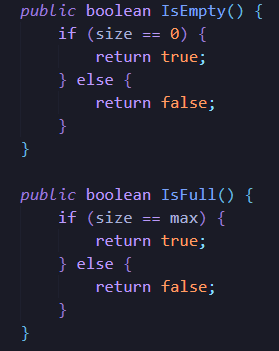 public boolean IsEmpty() {
    if (size == 0) {
        return true;
    } else {
        return false;
    }
}

public boolean IsFull() {
    if (size == max) {
        return true;
    } else {
        return false;
    }
}